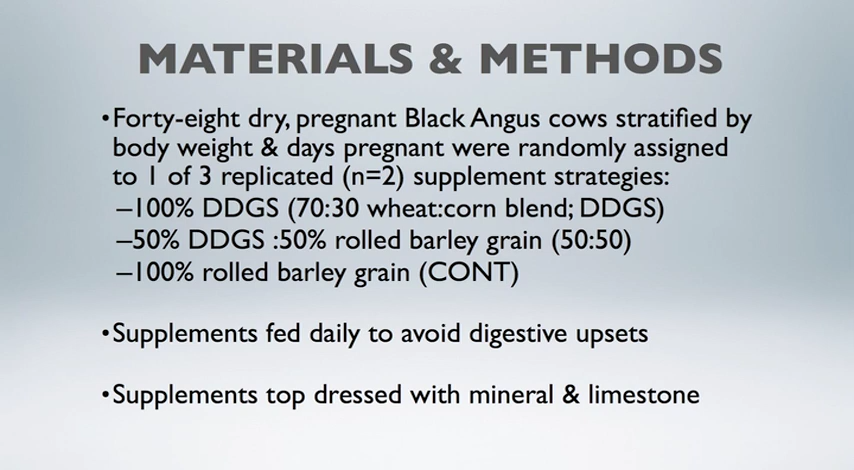 MATERIALS & METHODS
•Forty-eight dry, pregnant Black Angus cows stratified by
body weight & days pregnant were randomly assigned
to 1 of 3 replicated (n=2) supplement strategies:
–100% DDGS (70:30 wheat:corn blend; DDGS)
–50% DDGS :50% rolled barley grain (50:50)
–100% rolled barley grain (CONT)
•Supplements fed daily to avoid digestive upsets
•Supplements top dressed with mineral & limestone